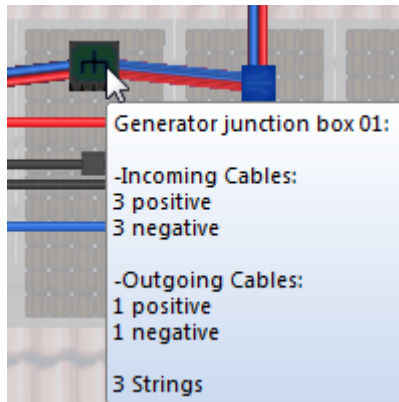 Generator junction box 01:
-Incoming Cables:
3 positive
3 negative
-Outgoing Cables:
1 positive
1 negative
3 Strings